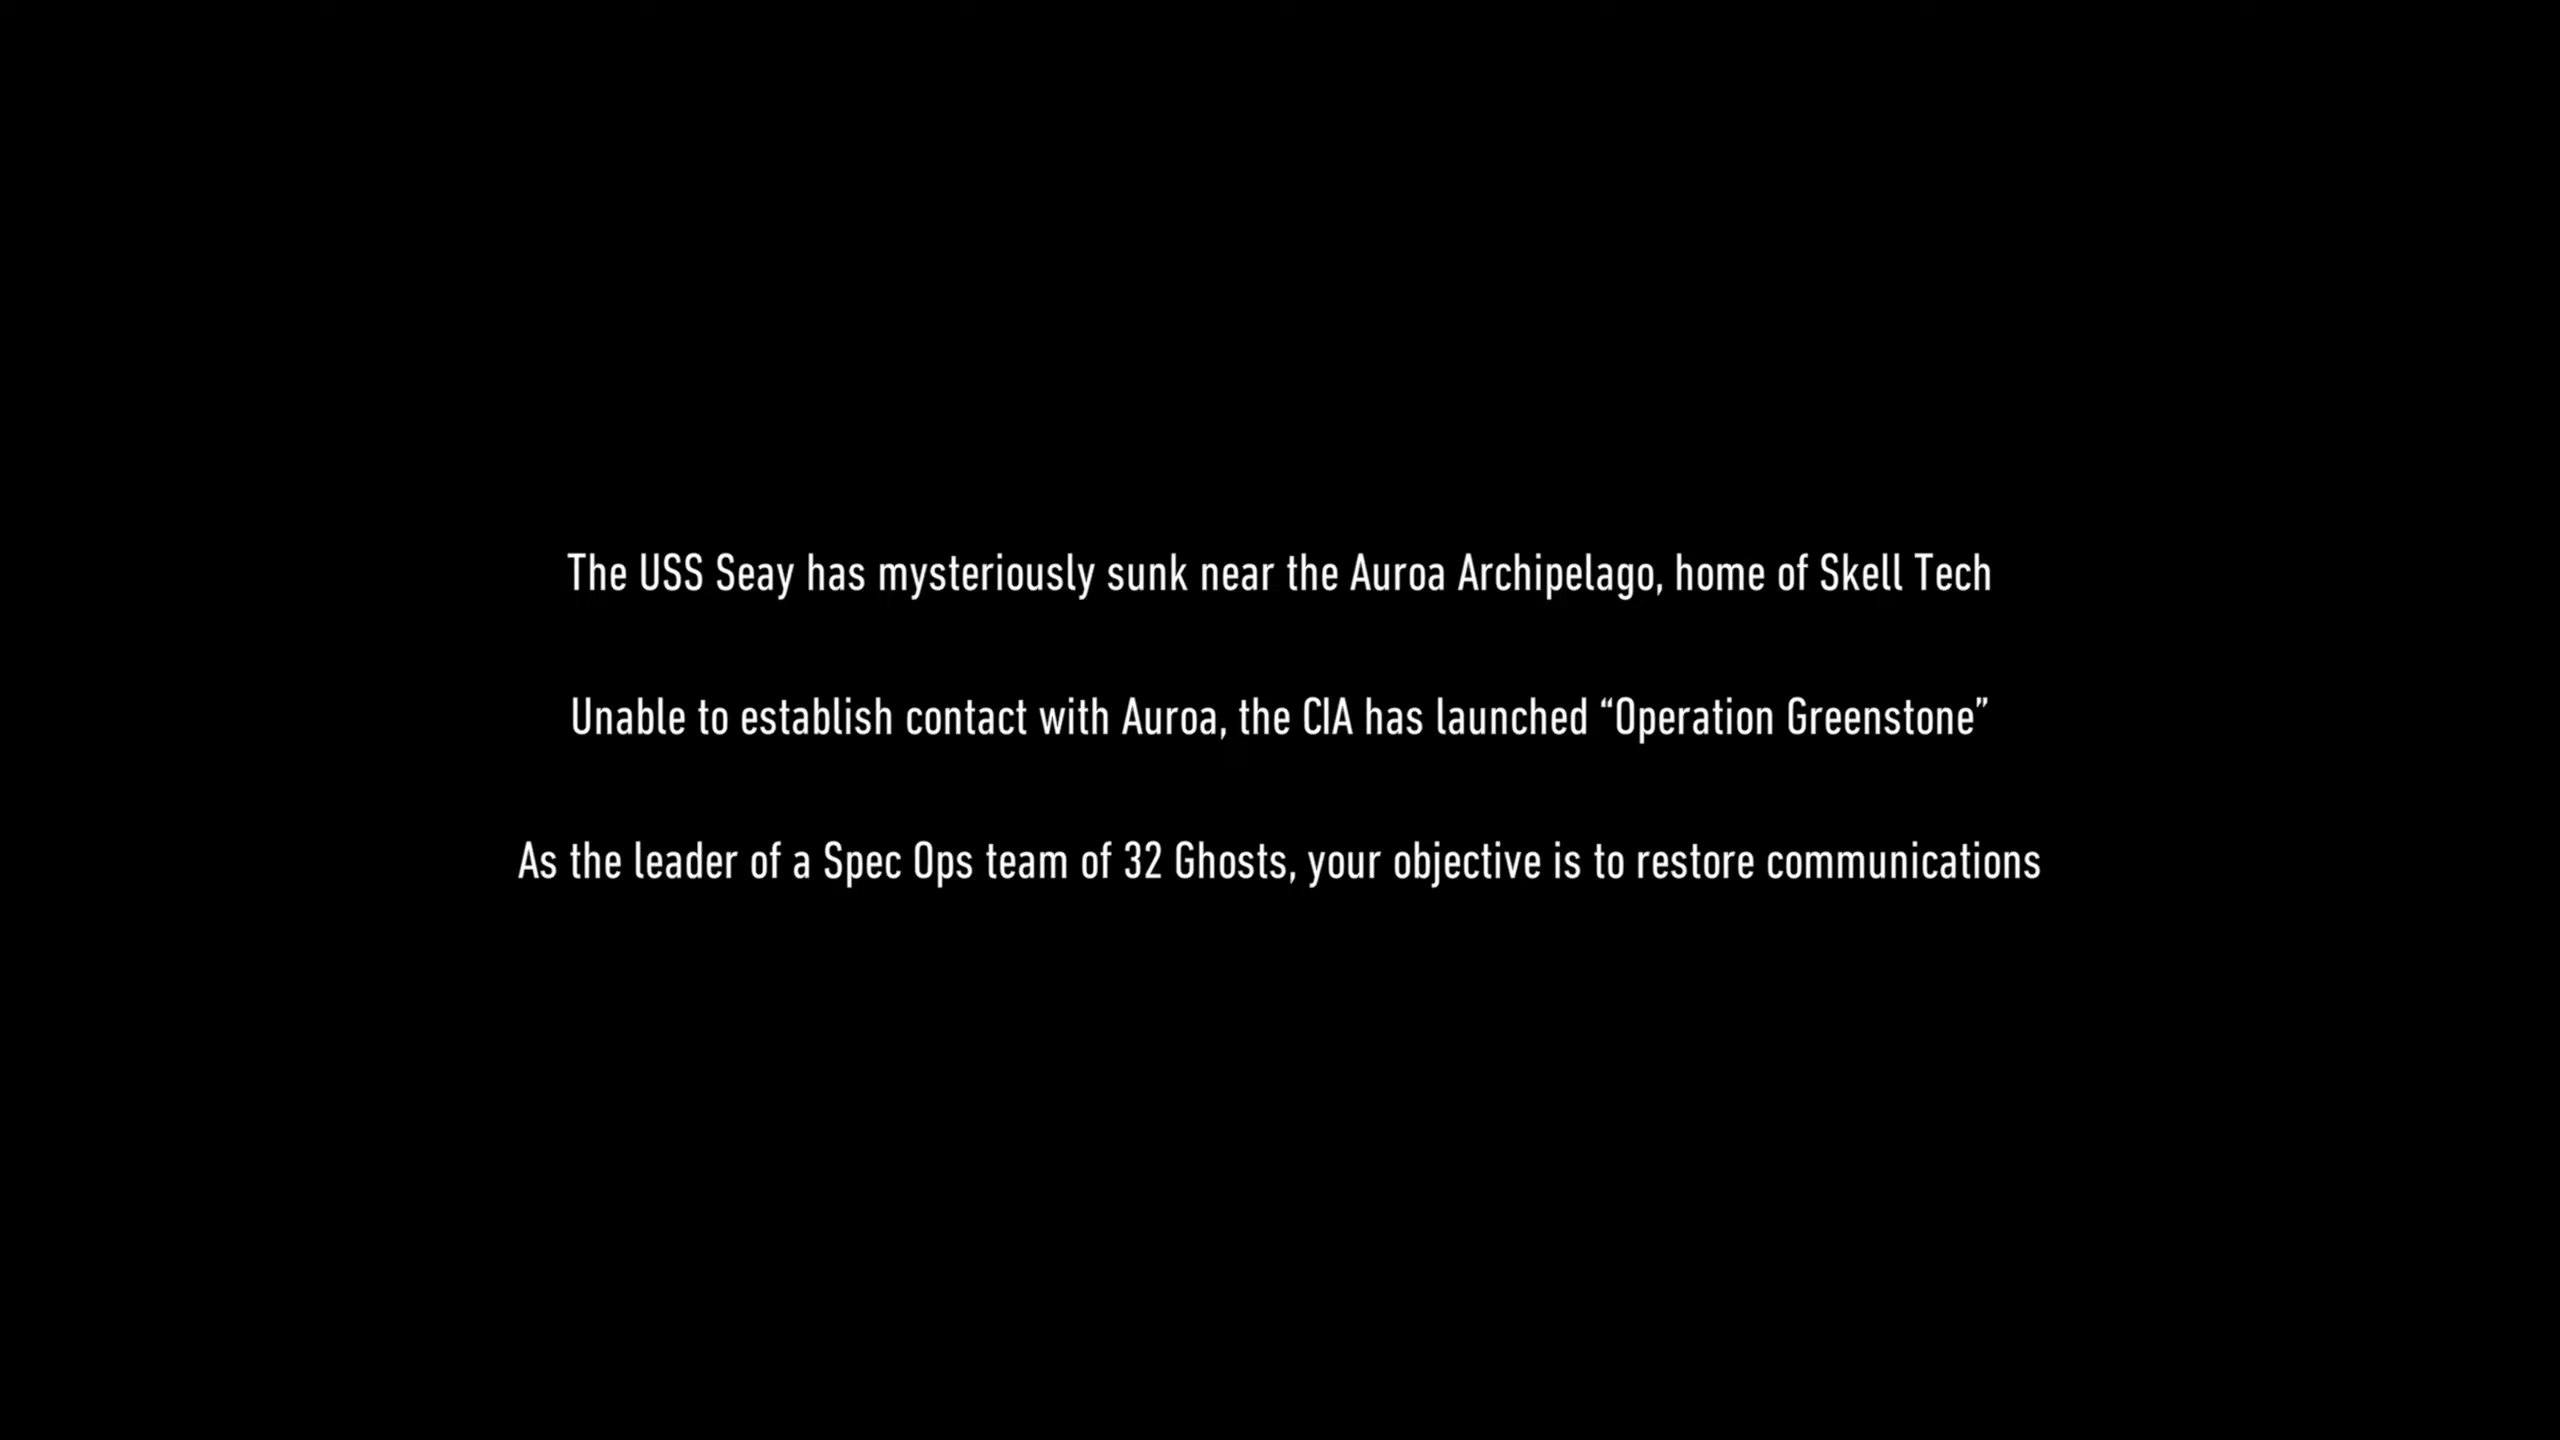 The USS Seay has mysteriously sunk near the Auroa Archipelago, home of Skell Tech
Unable to establish contact with Auroa, the CIA has launched “Operation Greenstone”
As the leader of a Spec Ops team of 32 Ghosts, your objective is to restore communications